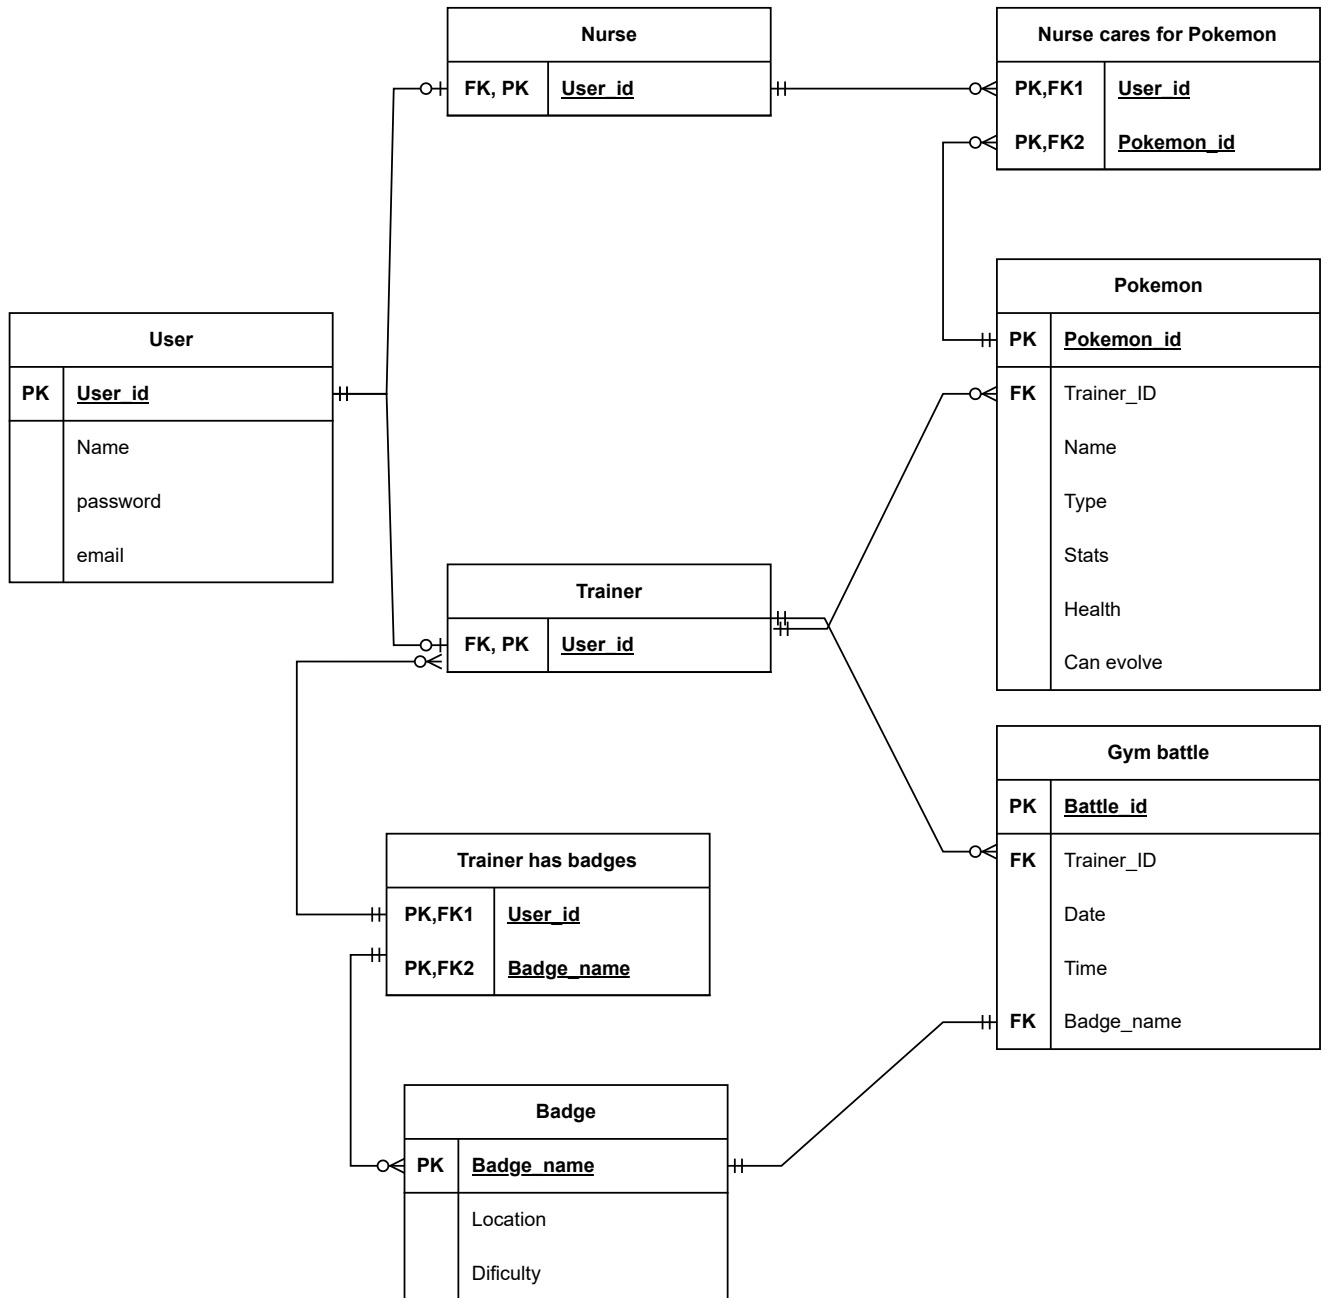 Nurse
FK, PK User_id
Nurse cares for Pokemon
PK,FK1 User_id
PK,FK2 Pokemon_id
User
PK User_id
Name
password
email
Pokemon
PK Pokemon_id
FK Trainer_ID
Name
Type
Stats
Health
Can evolve
Trainer
FK, PK User_id
Gym battle
PK Battle_id
FK Trainer_ID
Date
Time
FK Badge_name
Trainer has badges
PK,FK1 User_id
PK,FK2 Badge_name
Badge
PK Badge_name
Location
Dificulty